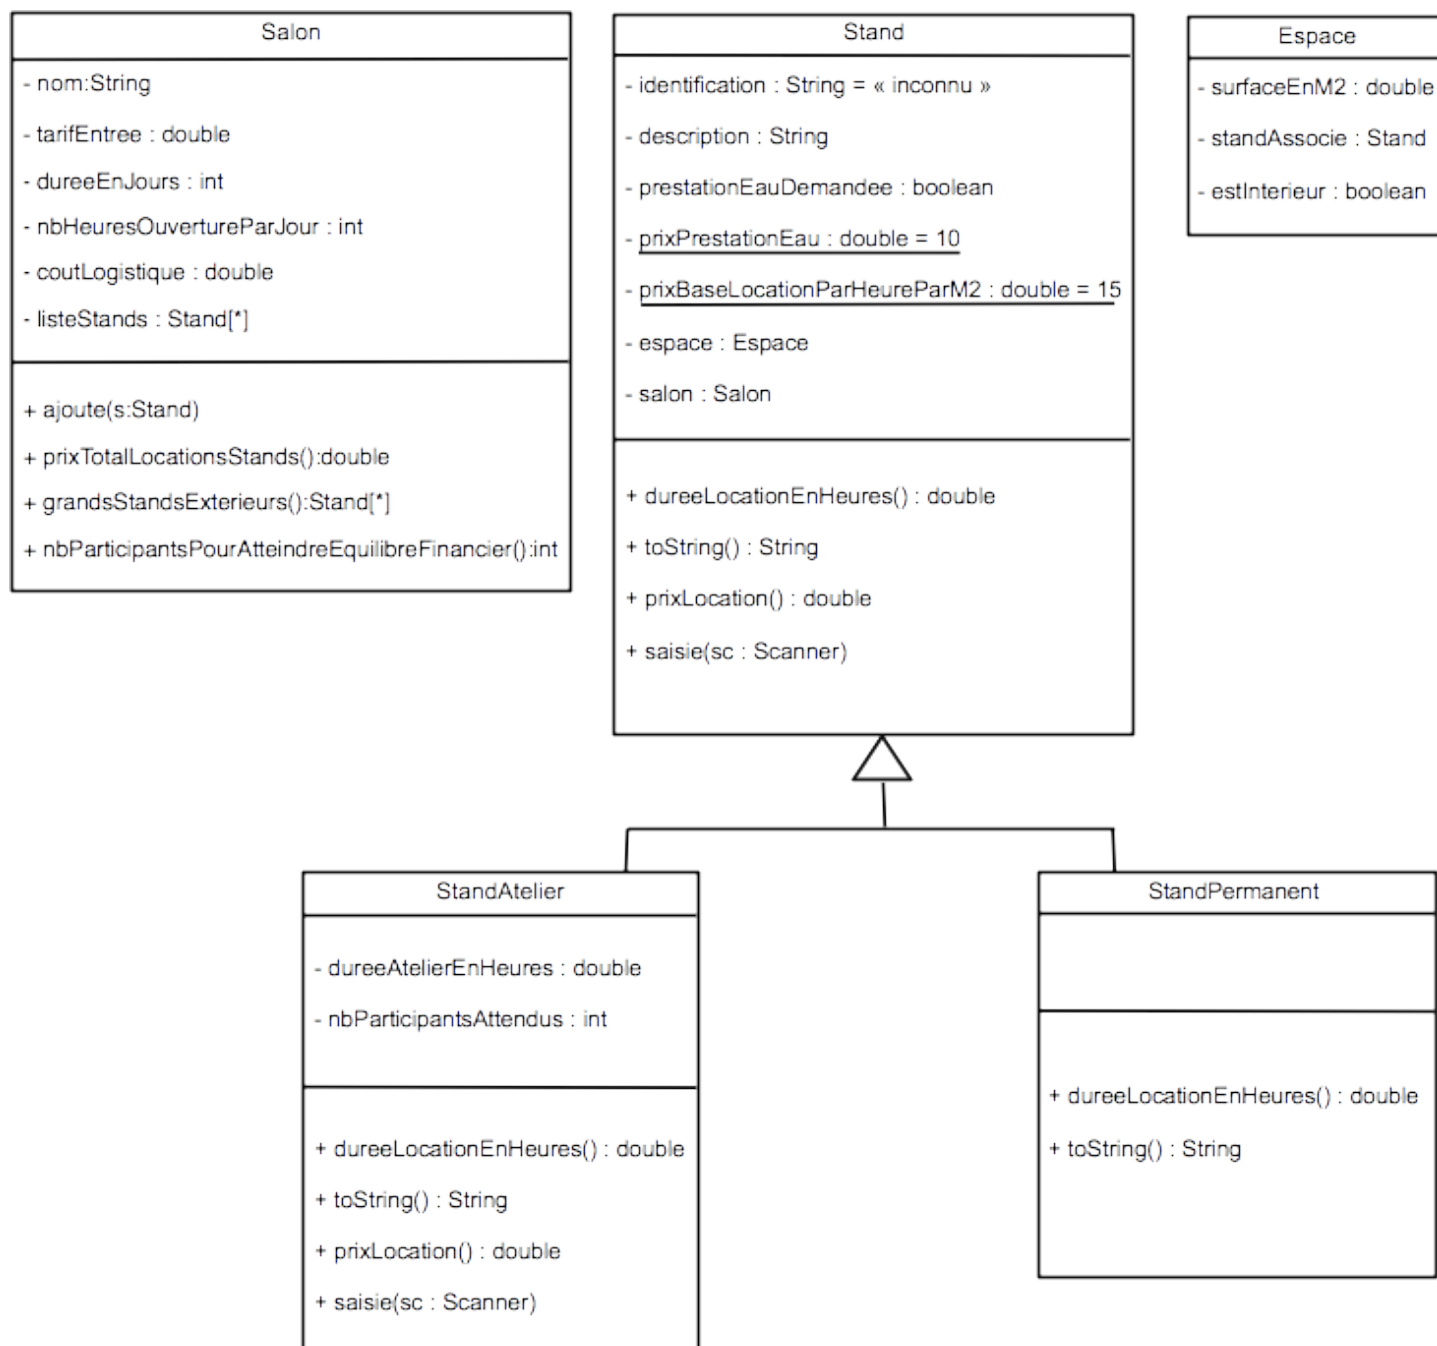 Salon
- nom:String
- tarifEntree : double
- dureeEnJours : int
- nbHeuresOuvertureParJour : int
- coutLogistique : double
- listeStands : Stand[*]
+ ajoute(s:Stand)
+ prixTotalLocationsStands():double
+ grandsStandsExterieurs():Stand[*]
+ nbParticipantsPourAtteindreEquilibreFinancier():int
Stand
- identification : String = « inconnu »
- description : String
- prestationEauDemandee : boolean
- prixPrestationEau : double = 10
- prixBaseLocationParHeureParM2 : double = 15
- espace : Espace
- salon : Salon
+ dureeLocationEnHeures() : double
+ toString() : String
+ prixLocation() : double
+ saisie(sc : Scanner)
Espace
- surfaceEnM2 : double
- standAssocie : Stand
- estInterieur : boolean
StandAtelier
- dureeAtelierEnHeures : double
- nbParticipantsAttendus : int
+ dureeLocationEnHeures() : double
+ toString() : String
+ prixLocation() : double
+ saisie(sc : Scanner)
StandPermanent
+ dureeLocationEnHeures() : double
+ toString() : String